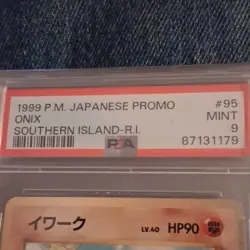 1999 P.M. JAPANESE PROMO #95
ONIX MINT
SOUTHERN ISLAND-R.I. 9
PSA 87131179
イワーク LV.40 HP90